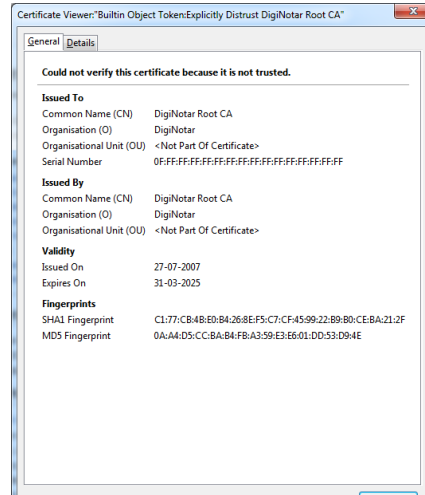 Certificate Viewer:"Builtin Object Token:Explicitly Distrust DigiNotar Root CA"
General Details
Could not verify this certificate because it is not trusted.
Issued To
Common Name (CN) DigiNotar Root CA
Organisation (O) DigiNotar
Organisational Unit (OU) <Not Part Of Certificate>
Serial Number 0F:FF:FF:FF:FF:FF:FF:FF:FF:FF:FF:FF:FF:FF:FF:FF
Issued By
Common Name (CN) DigiNotar Root CA
Organisation (O) DigiNotar
Organisational Unit (OU) <Not Part Of Certificate>
Validity
Issued On 27-07-2007
Expires On 31-03-2025
Fingerprints
SHA1 Fingerprint C1:77:CB:4B:E0:B4:26:8E:F5:C7:CF:45:99:22:B9:B0:CE:BA:21:2F
MD5 Fingerprint 0A:A4:D5:CC:BA:B4:FB:A3:59:E3:E6:01:DD:53:D9:4E